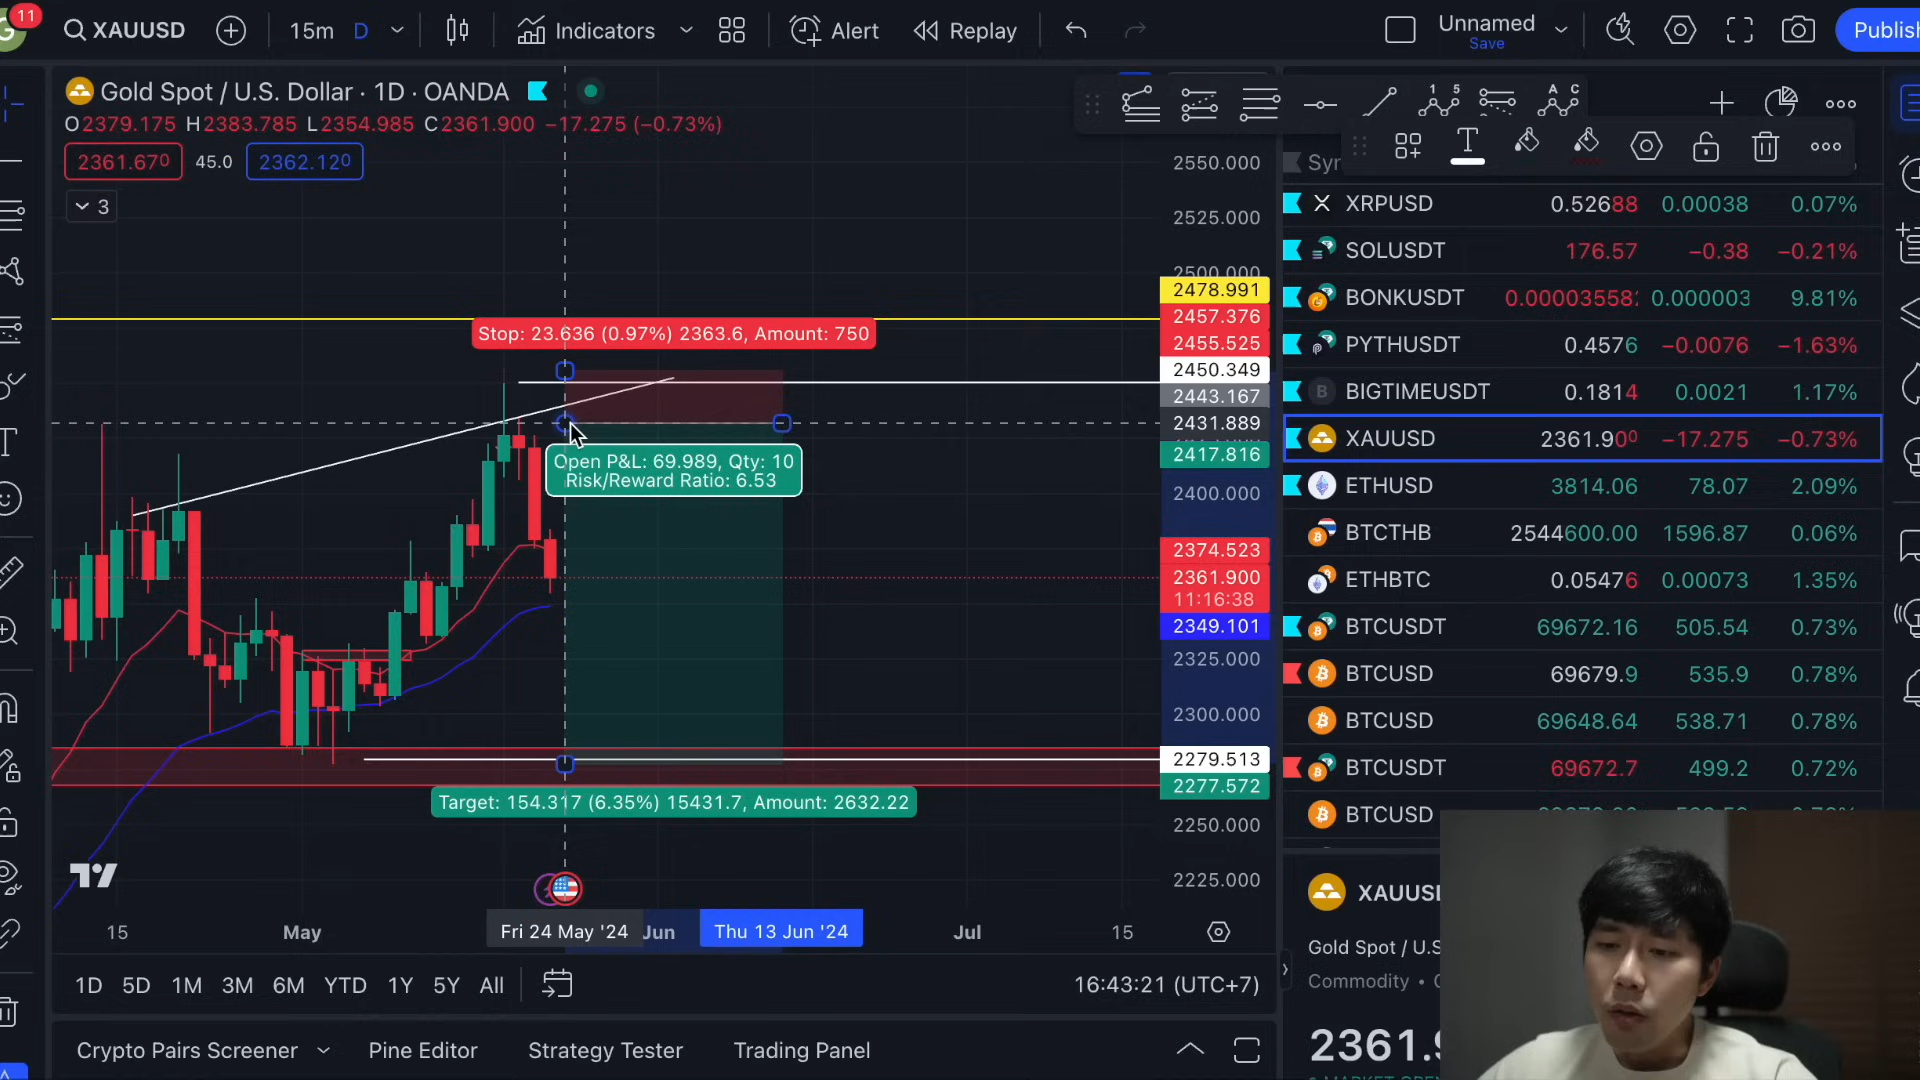 11
XAUUSD
15m D
Indicators
Alert
Replay
Unnamed
Save
Publish
Gold Spot / U.S. Dollar · 1D · OANDA
O2379.175 H2383.785 L2354.985 C2361.900 −17.275 (−0.73%)
2361.670 45.0 2362.120
3
2550.000
2525.000
2500.000
2478.991
2457.376
2455.525
2450.349
2443.167
2431.889
2417.816
2400.000
2374.523
2361.900
11:16:38
2349.101
2325.000
2300.000
2279.513
2277.572
2250.000
2225.000
Stop: 23.636 (0.97%) 2363.6, Amount: 750
Open P&L: 69.989, Qty: 10
Risk/Reward Ratio: 6.53
Target: 154.317 (6.35%) 15431.7, Amount: 2632.22
15 May Fri 24 May '24 Jun Thu 13 Jun '24 Jul 15
1D 5D 1M 3M 6M YTD 1Y 5Y All
16:43:21 (UTC+7)
Crypto Pairs Screener Pine Editor Strategy Tester Trading Panel
XRPUSD 0.52688 0.00038 0.07%
SOLUSDT 176.57 −0.38 −0.21%
BONKUSDT 0.00003558 0.000003 9.81%
PYTHUSDT 0.4576 −0.0076 −1.63%
BIGTIMEUSDT 0.1814 0.0021 1.17%
XAUUSD 2361.900 −17.275 −0.73%
ETHUSD 3814.06 78.07 2.09%
BTCTHB 2544600.00 1596.87 0.06%
ETHBTC 0.05476 0.00073 1.35%
BTCUSDT 69672.16 505.54 0.73%
BTCUSD 69679.9 535.9 0.78%
BTCUSD 69648.64 538.71 0.78%
BTCUSDT 69672.7 499.2 0.72%
BTCUSD
XAUUSD
Gold Spot / U.S
Commodity •
2361.9